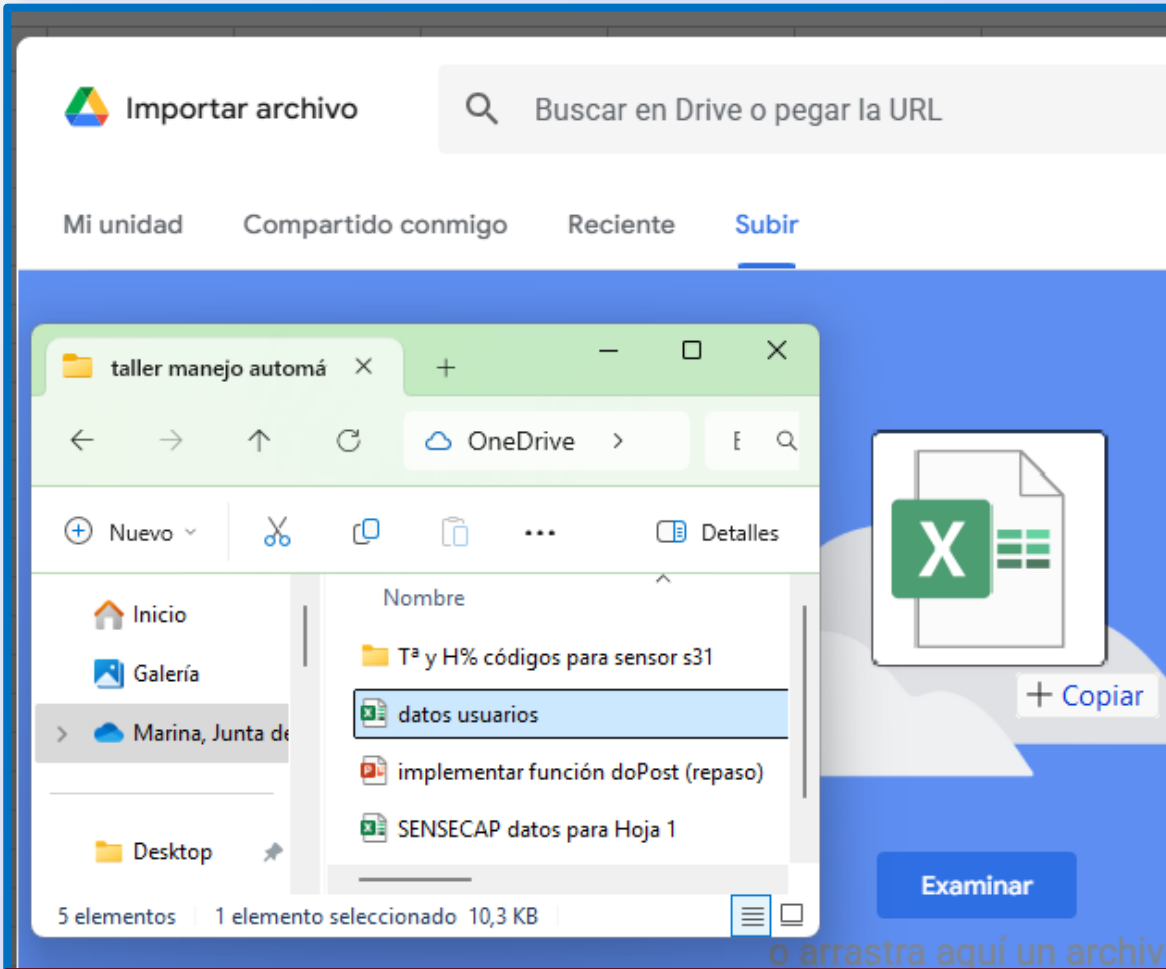 Importar archivo
Buscar en Drive o pegar la URL
Mi unidad Compartido conmigo Reciente Subir
taller manejo automá
OneDrive
Nuevo
Detalles
Inicio
Galería
Marina, Junta de
Desktop
Nombre
Tª y H% códigos para sensor s31
datos usuarios
implementar función doPost (repaso)
SENSECAP datos para Hoja 1
5 elementos 1 elemento seleccionado 10,3 KB
X
+ Copiar
Examinar
o arrastra aquí un archiv